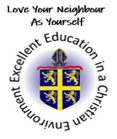 Love Your Neighbour
As Yourself
Excellent Education in a Christian Environment